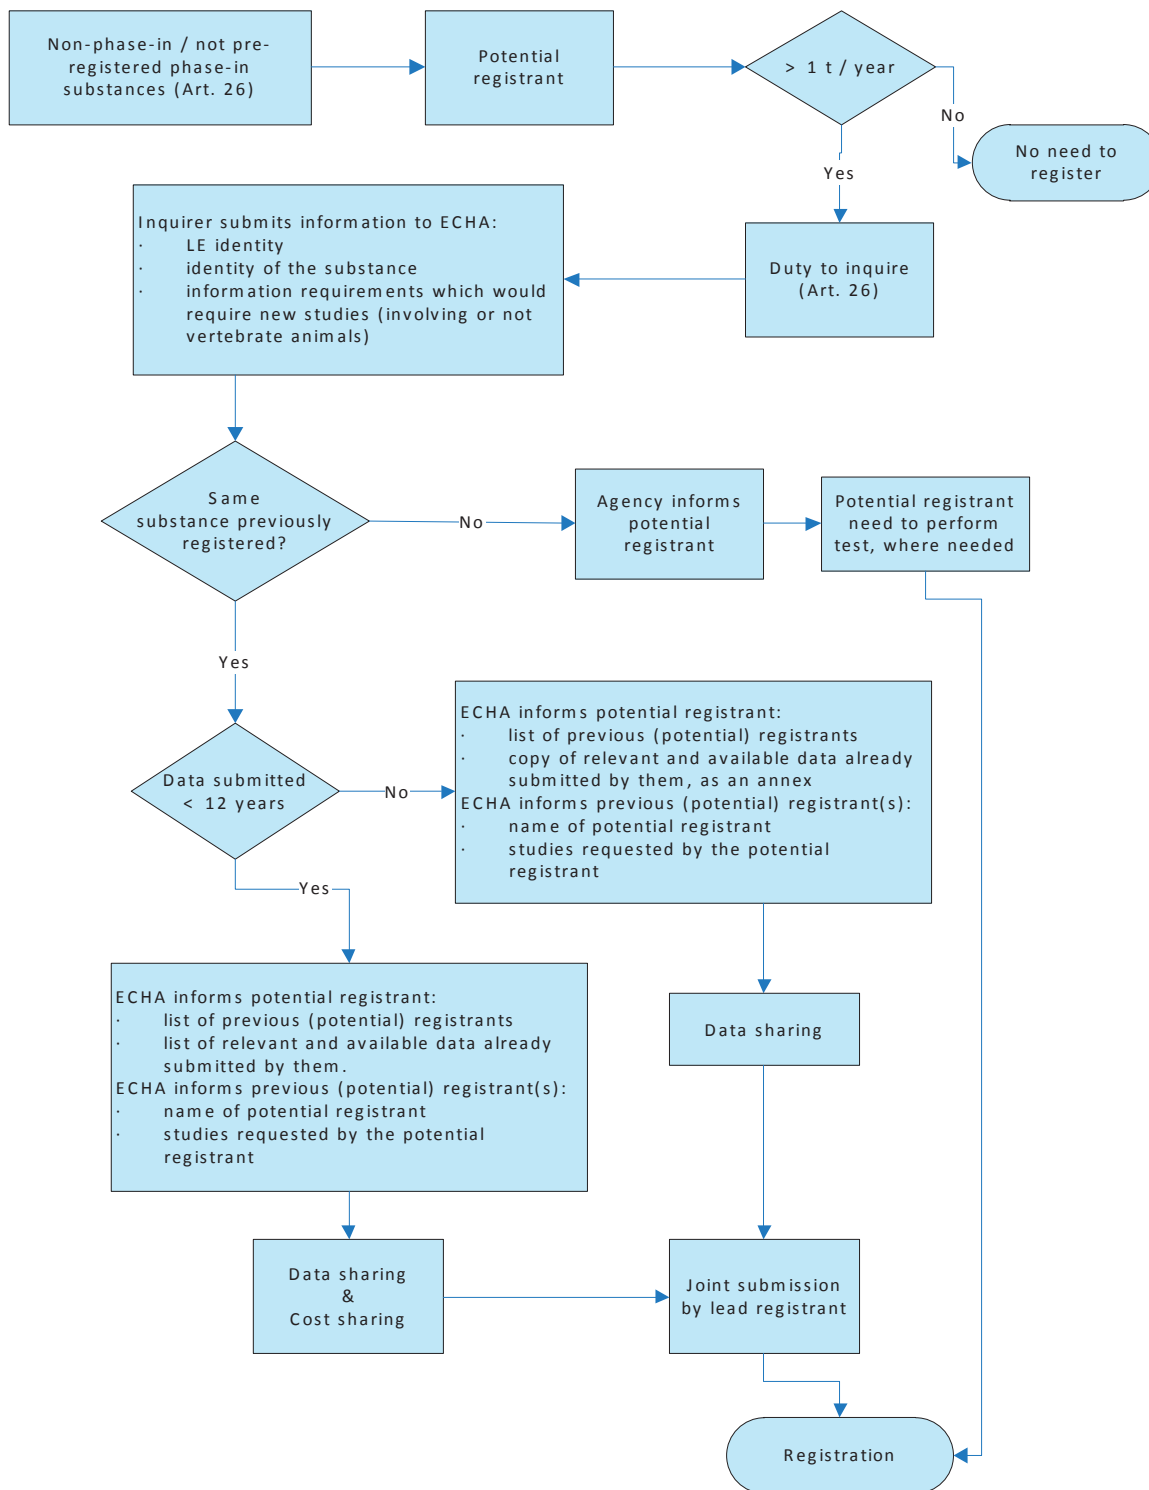 Non-phase-in / not pre-
registered phase-in
substances (Art. 26)
Potential
registrant
> 1 t / year
No
No need to
register
Yes
Inquirer submits information to ECHA:
· LE identity
· identity of the substance
· information requirements which would
require new studies (involving or not
vertebrate animals)
Duty to inquire
(Art. 26)
Same
substance previously
registered?
No
Agency informs
potential
registrant
Potential registrant
need to perform
test, where needed
Yes
Data submitted
< 12 years
No
ECHA informs potential registrant:
· list of previous (potential) registrants
· copy of relevant and available data already
submitted by them, as an annex
ECHA informs previous (potential) registrant(s):
· name of potential registrant
· studies requested by the potential
registrant
Yes
ECHA informs potential registrant:
· list of previous (potential) registrants
· list of relevant and available data already
submitted by them.
ECHA informs previous (potential) registrant(s):
· name of potential registrant
· studies requested by the potential
registrant
Data sharing
Data sharing
&
Cost sharing
Joint submission
by lead registrant
Registration